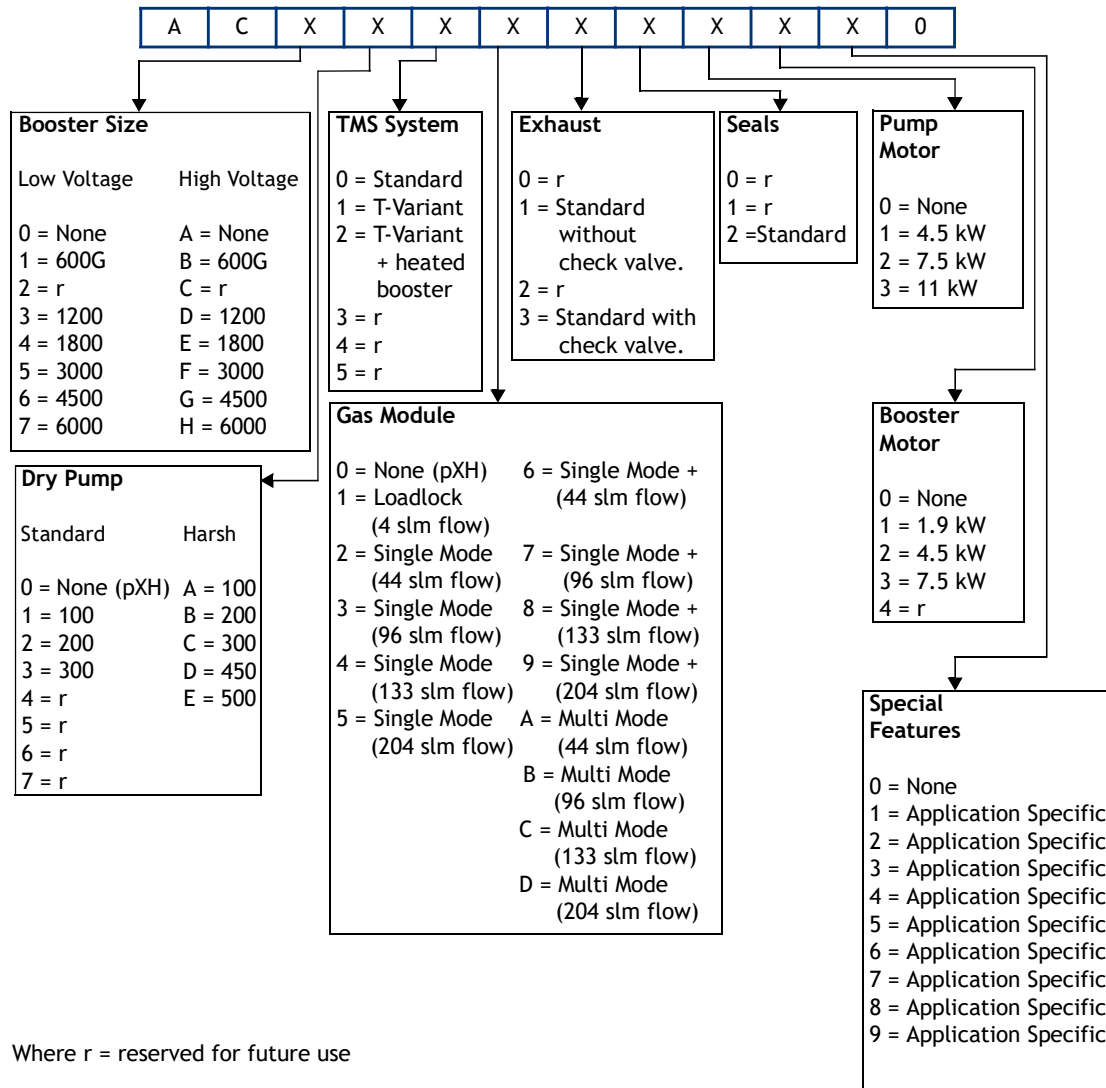 A C X X X X X X X X X 0
Booster Size
Low Voltage High Voltage
0 = None A = None
1 = 600G B = 600G
2 = r C = r
3 = 1200 D = 1200
4 = 1800 E = 1800
5 = 3000 F = 3000
6 = 4500 G = 4500
7 = 6000 H = 6000
TMS System
0 = Standard
1 = T-Variant
2 = T-Variant
+ heated
booster
3 = r
4 = r
5 = r
Exhaust
0 = r
1 = Standard
without
check valve.
2 = r
3 = Standard with
check valve.
Seals
0 = r
1 = r
2 =Standard
Pump
Motor
0 = None
1 = 4.5 kW
2 = 7.5 kW
3 = 11 kW
Dry Pump
Standard Harsh
0 = None (pXH) A = 100
1 = 100 B = 200
2 = 200 C = 300
3 = 300 D = 450
4 = r E = 500
5 = r
6 = r
7 = r
Gas Module
0 = None (pXH)
1 = Loadlock
(4 slm flow)
2 = Single Mode
(44 slm flow)
3 = Single Mode
(96 slm flow)
4 = Single Mode
(133 slm flow)
5 = Single Mode
(204 slm flow)
6 = Single Mode +
(44 slm flow)
7 = Single Mode +
(96 slm flow)
8 = Single Mode +
(133 slm flow)
9 = Single Mode +
(204 slm flow)
A = Multi Mode
(44 slm flow)
B = Multi Mode
(96 slm flow)
C = Multi Mode
(133 slm flow)
D = Multi Mode
(204 slm flow)
Booster
Motor
0 = None
1 = 1.9 kW
2 = 4.5 kW
3 = 7.5 kW
4 = r
Special
Features
0 = None
1 = Application Specific
2 = Application Specific
3 = Application Specific
4 = Application Specific
5 = Application Specific
6 = Application Specific
7 = Application Specific
8 = Application Specific
9 = Application Specific
Where r = reserved for future use